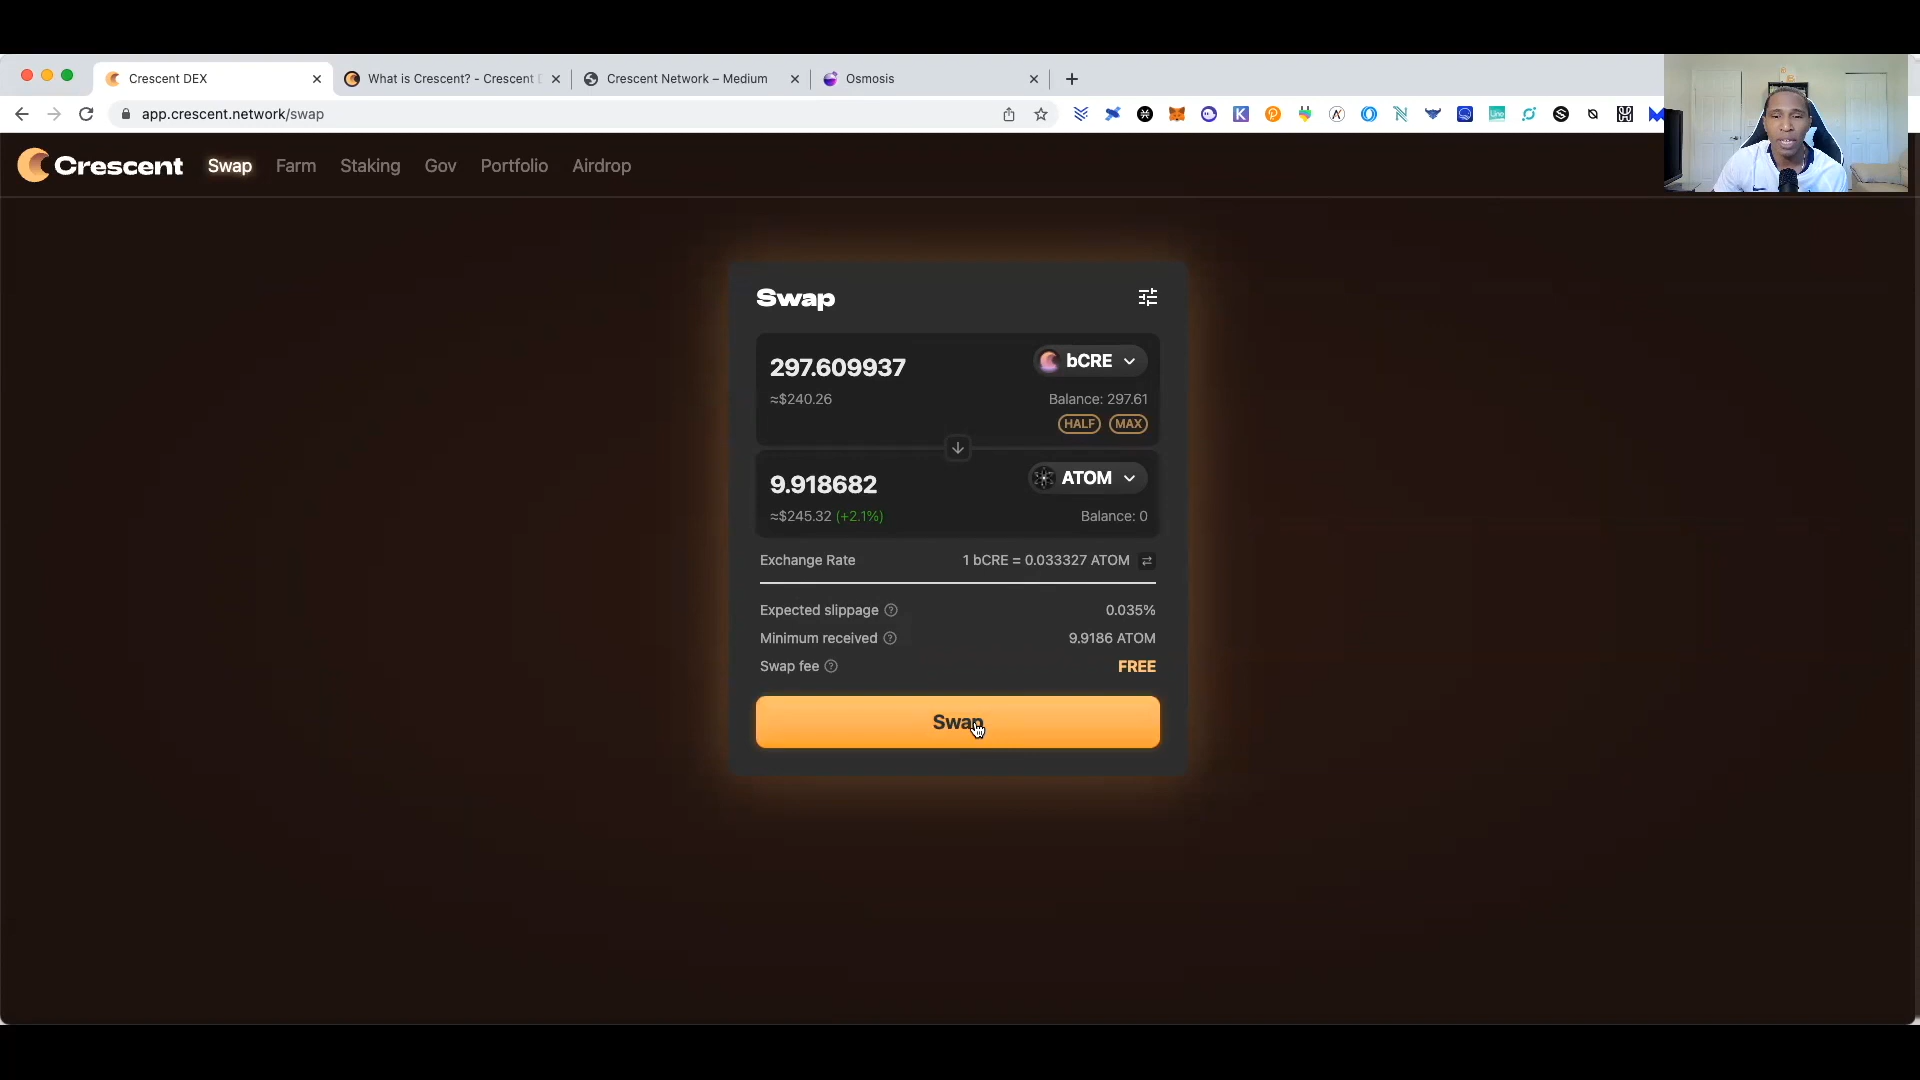 Crescent DEX
What is Crescent? - Crescent
Crescent Network – Medium
Osmosis
app.crescent.network/swap
Crescent
Swap
Farm
Staking
Gov
Portfolio
Airdrop
Swap
297.609937
bCRE
≈$240.26
Balance: 297.61
HALF
MAX
9.918682
ATOM
≈$245.32 (+2.1%)
Balance: 0
Exchange Rate
1 bCRE = 0.033327 ATOM
Expected slippage
0.035%
Minimum received
9.9186 ATOM
Swap fee
FREE
Swap